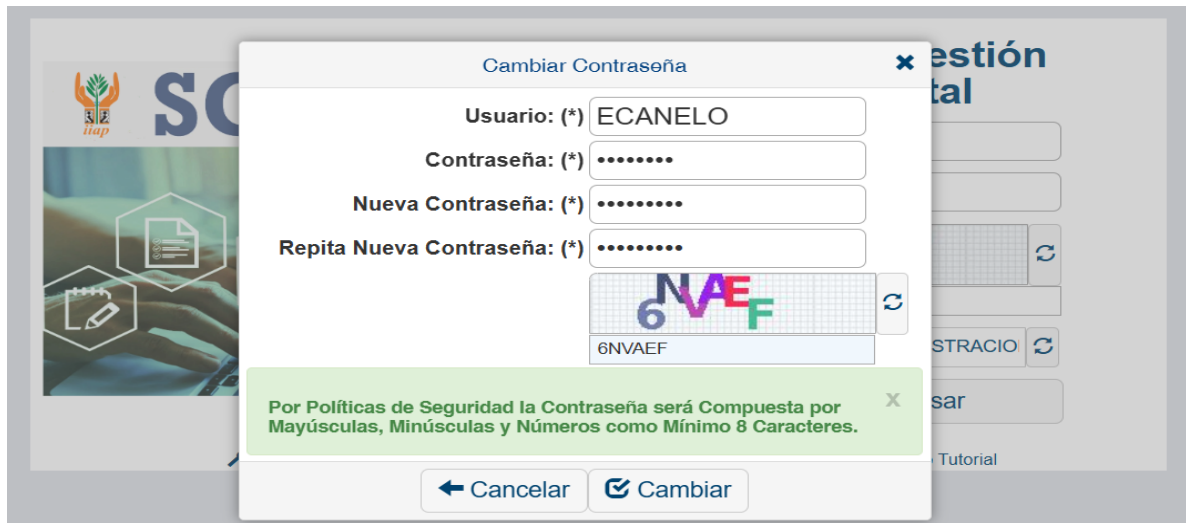 Cambiar Contraseña
estión
tal
iiap
SG
Usuario: (*) ECANELO
Contraseña: (*) ••••••••
Nueva Contraseña: (*) •••••••••
Repita Nueva Contraseña: (*) •••••••••
6NVAEF
6NVAEF
STRACIO
Por Políticas de Seguridad la Contraseña será Compuesta por
Mayúsculas, Minúsculas y Números como Mínimo 8 Caracteres.
x
sar
Tutorial
Cancelar
Cambiar